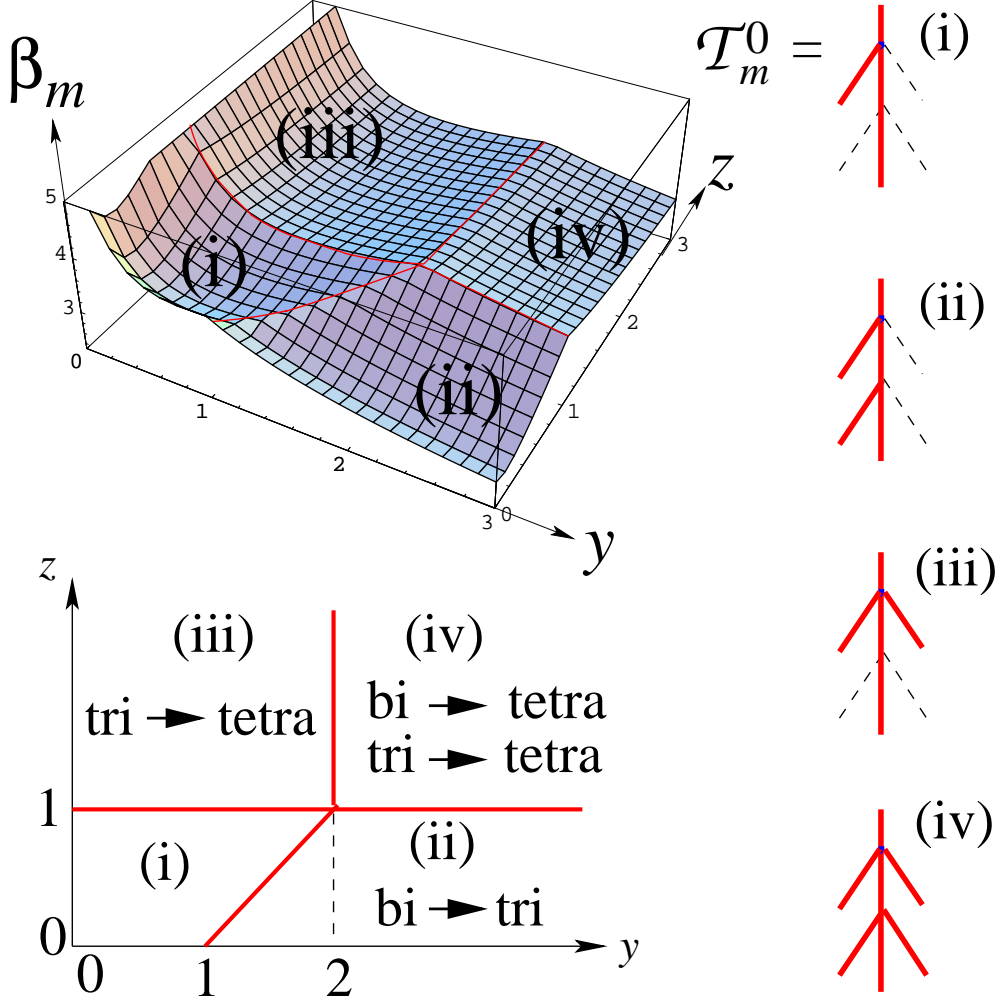 β_m
𝒯_m^0 = (i)
(iii)
z
(iv)
(i)
(ii)
5
4
3
0
1
2
3
0
1
2
3
y
(ii)
(iii)
(iv)
z
(iii) (iv)
tri → tetra bi → tetra
tri → tetra
1
(i) (ii)
bi → tri
0
0 1 2 y